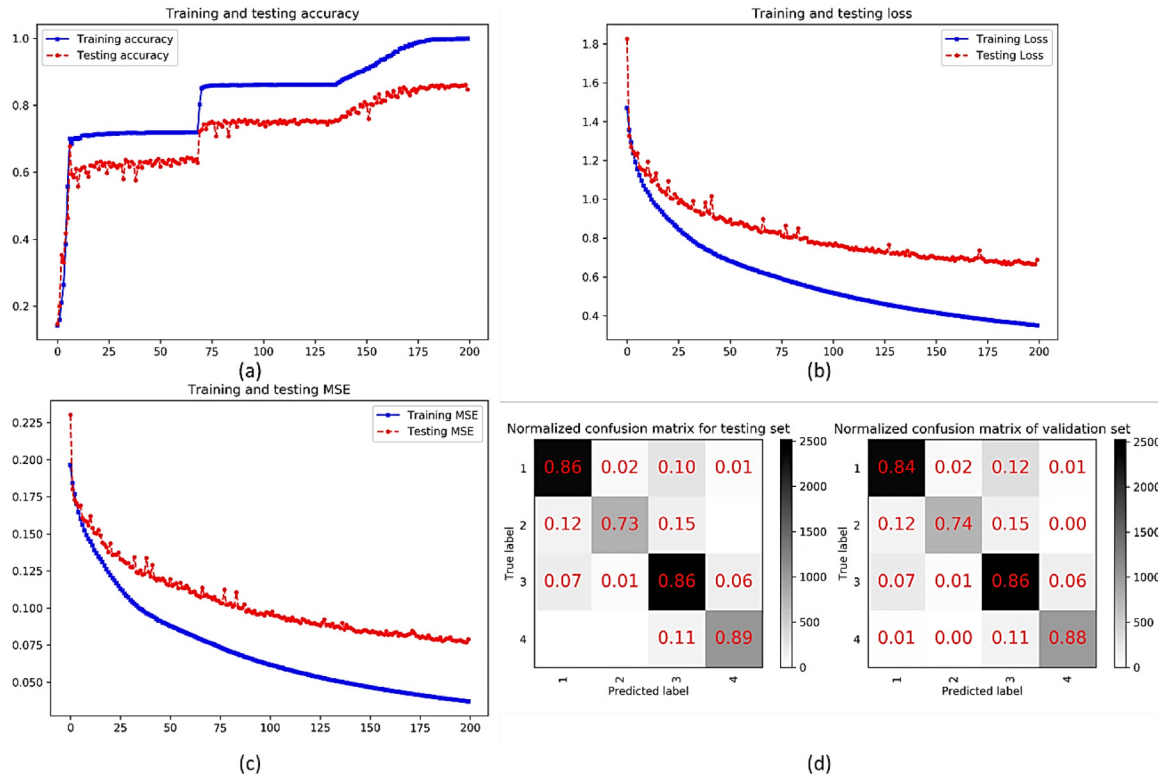 Training and testing accuracy
Training accuracy
Testing accuracy
1.0
0.8
0.6
0.4
0.2
0 25 50 75 100 125 150 175 200
(a)
Training and testing loss
Training Loss
Testing Loss
1.8
1.6
1.4
1.2
1.0
0.8
0.6
0.4
0 25 50 75 100 125 150 175 200
(b)
Training and testing MSE
Training MSE
Testing MSE
0.225
0.200
0.175
0.150
0.125
0.100
0.075
0.050
0 25 50 75 100 125 150 175 200
(c)
Normalized confusion matrix for testing set
True label
1 0.86 0.02 0.10 0.01
2 0.12 0.73 0.15
3 0.07 0.01 0.86 0.06
4 0.11 0.89
1 2 3 4
Predicted label
2500
2000
1500
1000
500
0
Normalized confusion matrix of validation set
True label
1 0.84 0.02 0.12 0.01
2 0.12 0.74 0.15 0.00
3 0.07 0.01 0.86 0.06
4 0.01 0.00 0.11 0.88
1 2 3 4
Predicted label
2500
2000
1500
1000
500
0
(d)